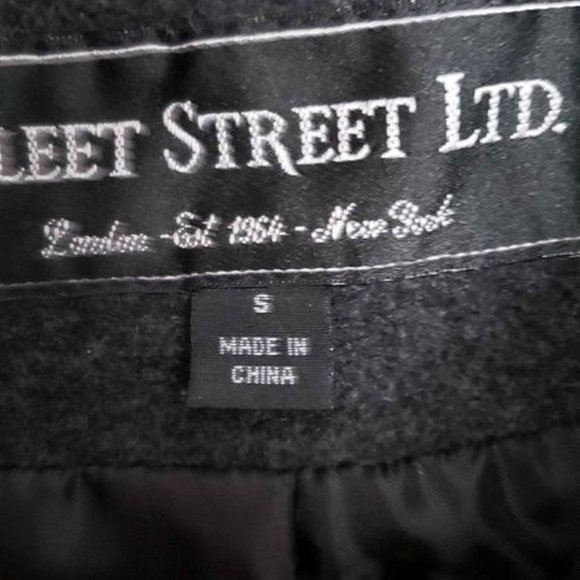 LEET STREET LTD.
London - Est 1964 - New York
S
MADE IN
CHINA